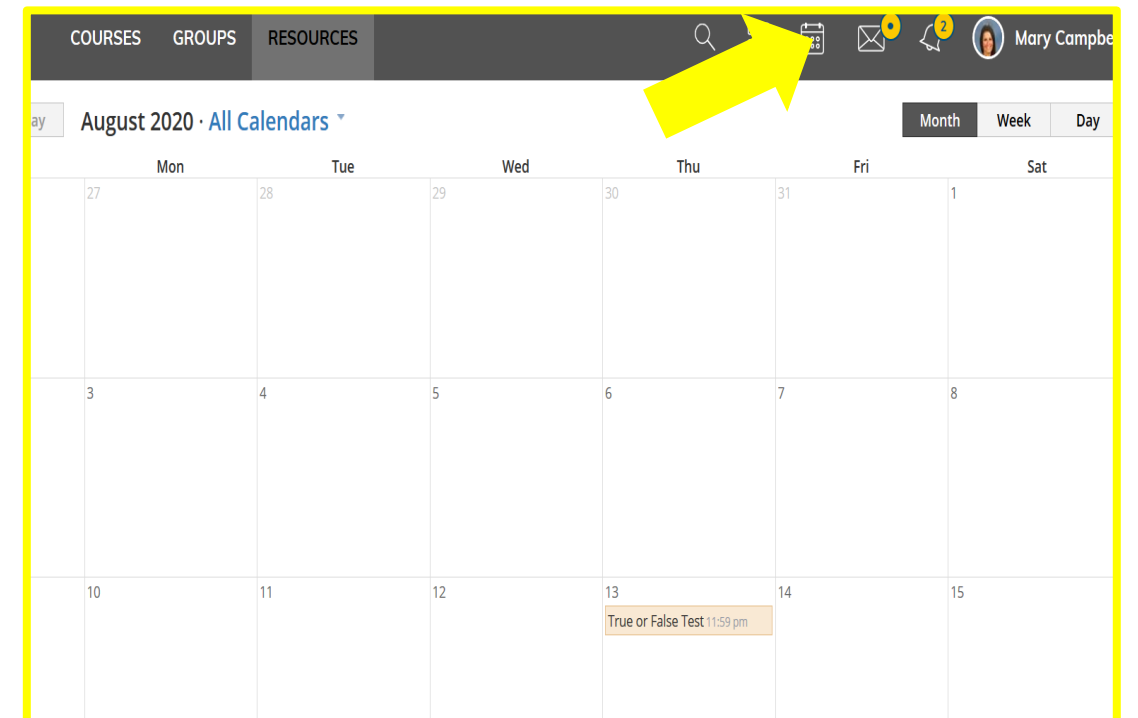 COURSES GROUPS RESOURCES 2 Mary Campbe
ay August 2020 · All Calendars Month Week Day
Mon Tue Wed Thu Fri Sat
27 28 29 30 31 1
3 4 5 6 7 8
10 11 12 13 14 15
True or False Test 11:59 pm